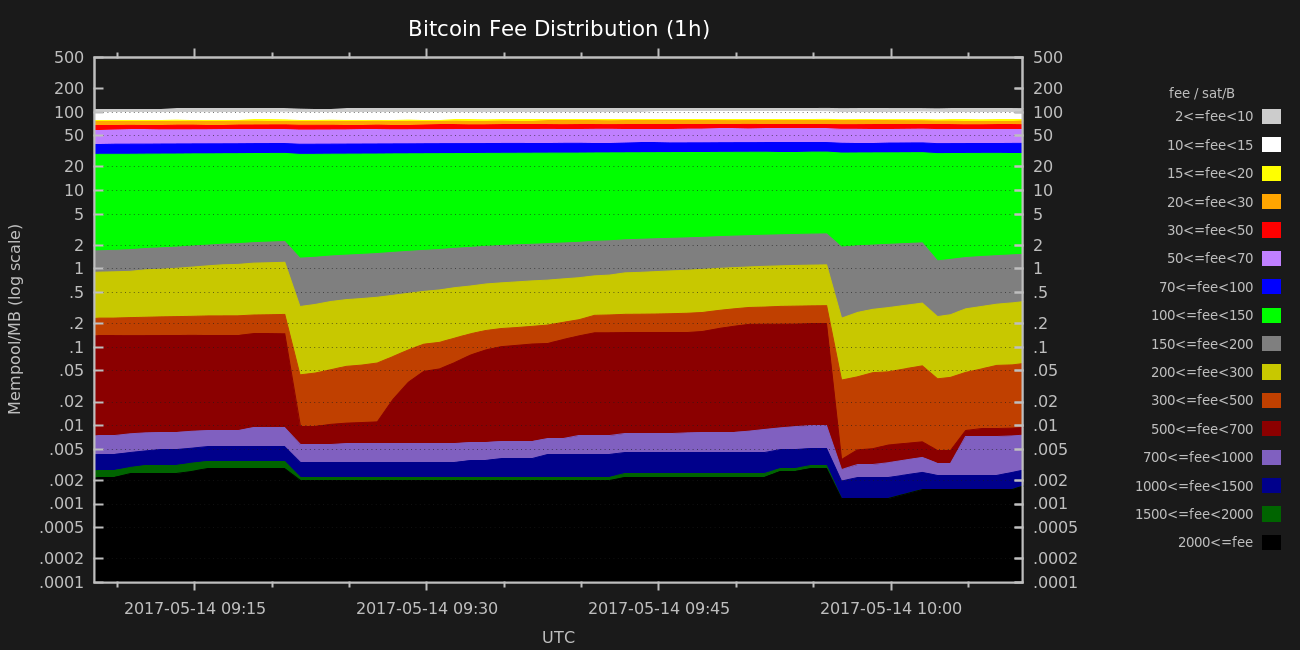 Bitcoin Fee Distribution (1h)
500
200
100
50
20
10
5
2
1
.5
.2
.1
.05
.02
.01
.005
.002
.001
.0005
.0002
.0001
Mempool/MB (log scale)
500
200
100
50
20
10
5
2
1
.5
.2
.1
.05
.02
.01
.005
.002
.001
.0005
.0002
.0001
2017-05-14 09:15
2017-05-14 09:30
2017-05-14 09:45
2017-05-14 10:00
UTC
fee / sat/B
2<=fee<10
10<=fee<15
15<=fee<20
20<=fee<30
30<=fee<50
50<=fee<70
70<=fee<100
100<=fee<150
150<=fee<200
200<=fee<300
300<=fee<500
500<=fee<700
700<=fee<1000
1000<=fee<1500
1500<=fee<2000
2000<=fee